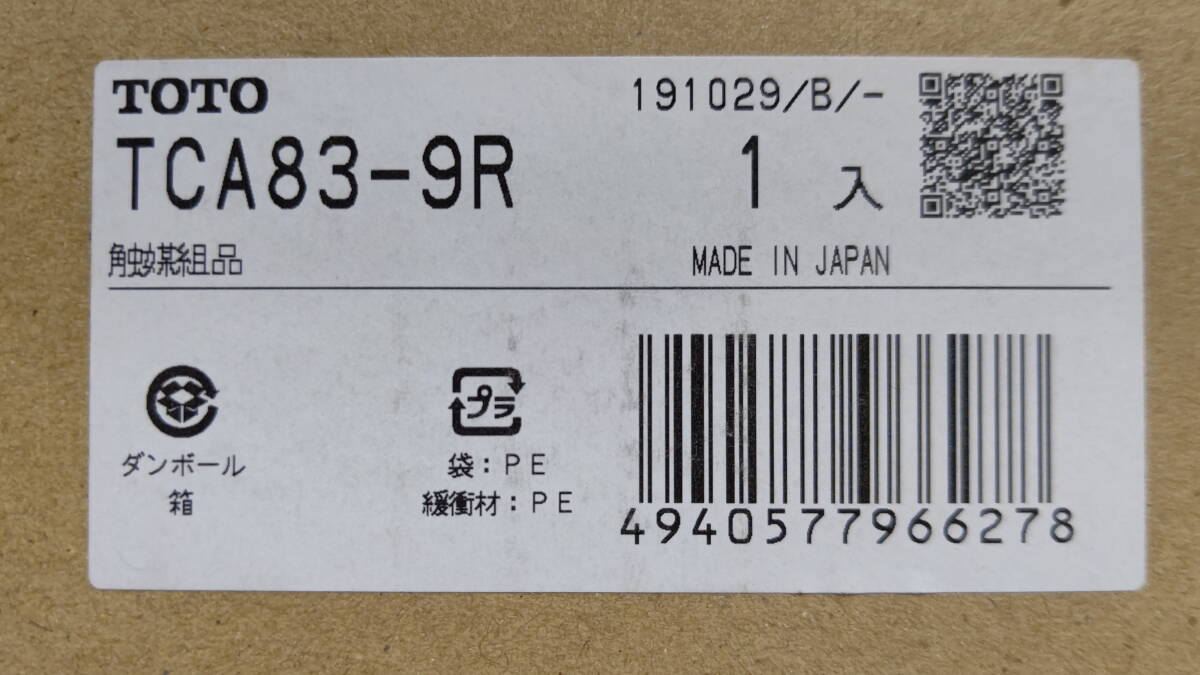 TOTO
191029/B/-
TCA83-9R
1 入
触媒組品
MADE IN JAPAN
プラ
ダンボール
箱
袋:PE
緩衝材:PE
4940577966278